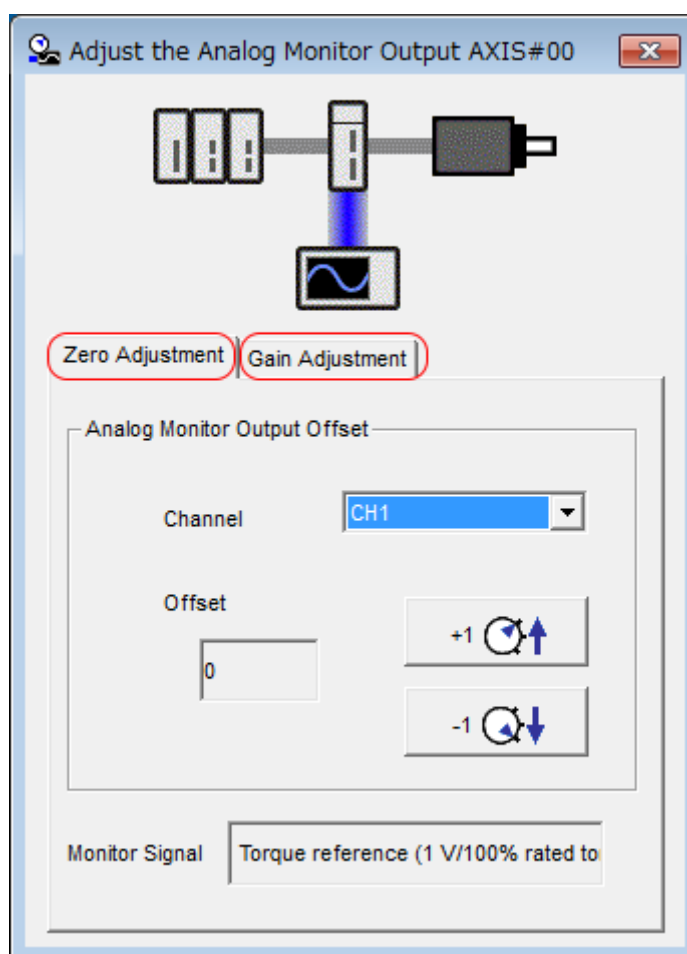 Adjust the Analog Monitor Output AXIS#00
Zero Adjustment
Gain Adjustment
Analog Monitor Output Offset
Channel
CH1
Offset
0
+1
-1
Monitor Signal
Torque reference (1 V/100% rated to